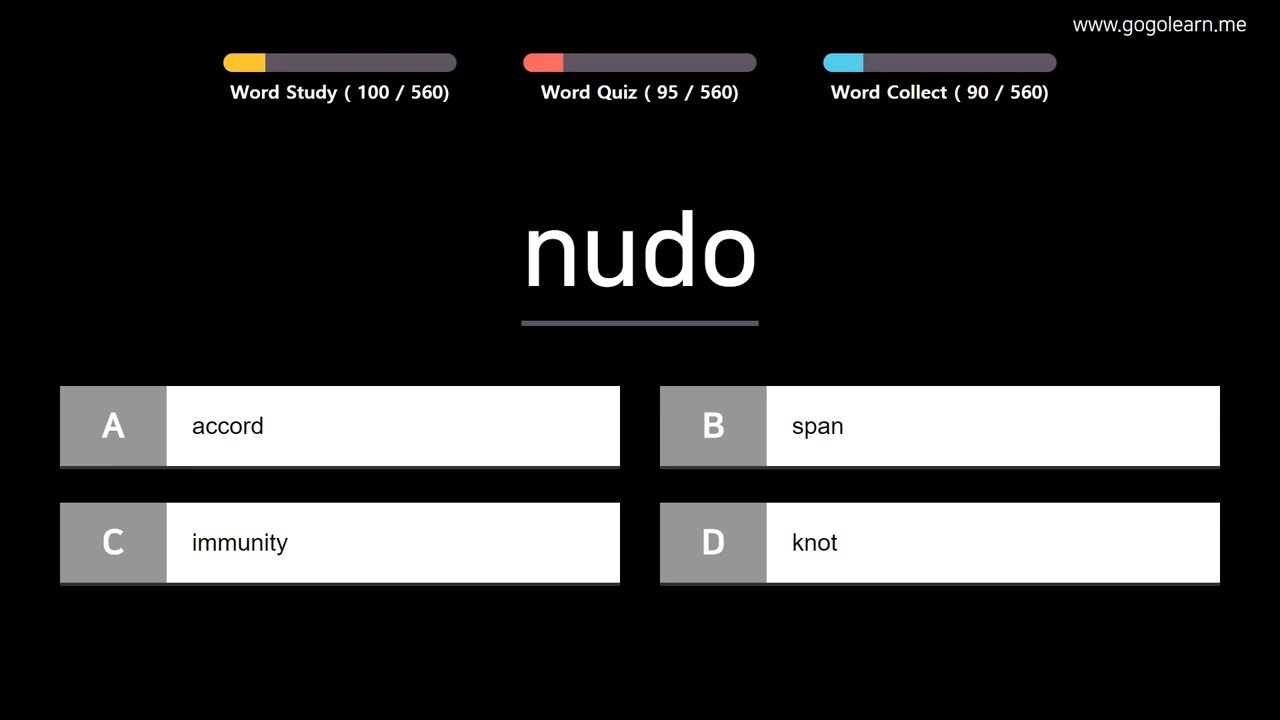 www.gogolearn.me
Word Study ( 100 / 560)
Word Quiz ( 95 / 560)
Word Collect ( 90 / 560)
nudo
A accord
B span
C immunity
D knot